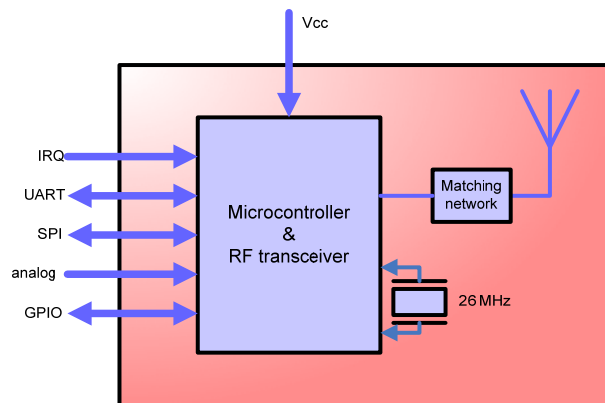 Vcc
IRQ
UART
SPI
analog
GPIO
Microcontroller
&
RF transceiver
Matching
network
26 MHz